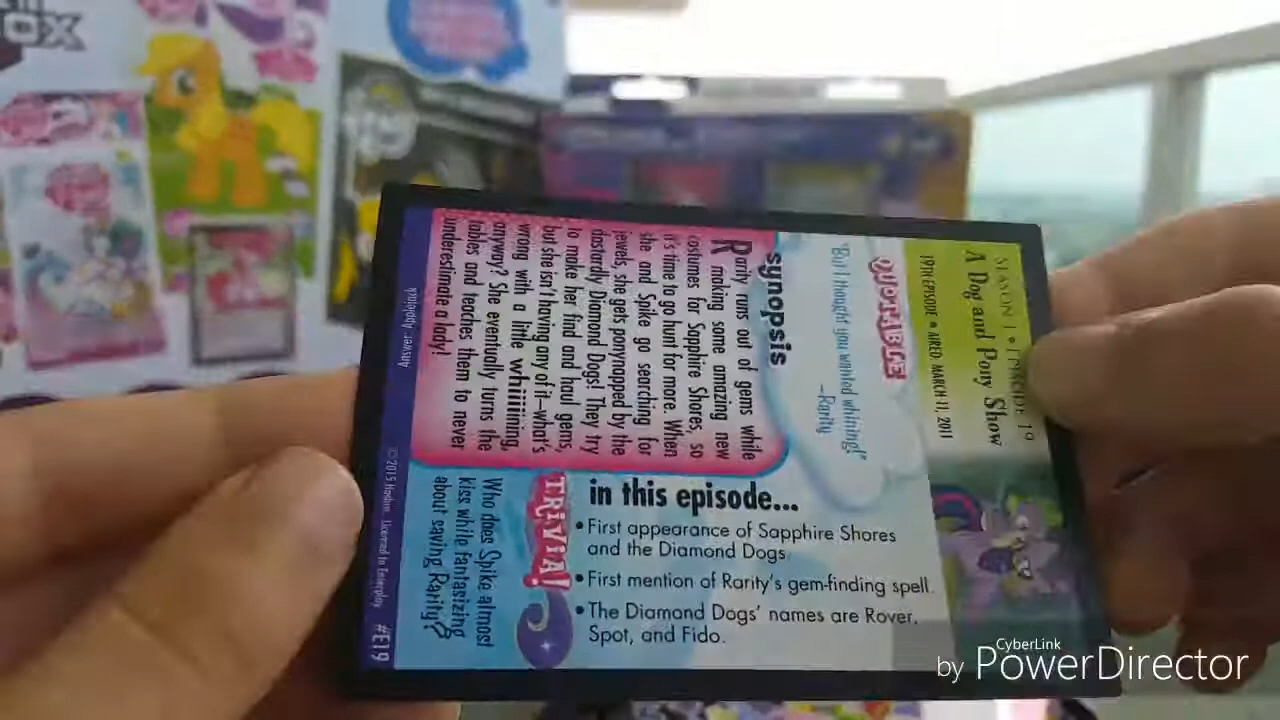 SEASON 1 • EPISODE 19
A Dog and Pony Show
19TH EPISODE • AIRED: MARCH 11, 2011
QUOTABLE
"But I thought you wanted whining!"
–Rarity
synopsis
Rarity runs out of gems while
making some amazing new
costumes for Sapphire Shores, so
it's time to go hunt for more. When
she and Spike go searching for
jewels, she gets ponynapped by the
dastardly Diamond Dogs! They try
to make her find and haul gems,
but she isn't having any of it–what's
wrong with a little whiiiiining,
anyway? She eventually turns the
tables and teaches them to never
underestimate a lady!
in this episode...
• First appearance of Sapphire Shores
and the Diamond Dogs.
• First mention of Rarity's gem-finding spell.
• The Diamond Dogs' names are Rover,
Spot, and Fido.
TRIVIA!
Who does Spike almost
kiss while fantasizing
about saving Rarity?
Answer: Applejack
©2015 Hasbro. Licensed to Enterplay
#E19
OX
CyberLink
by PowerDirector